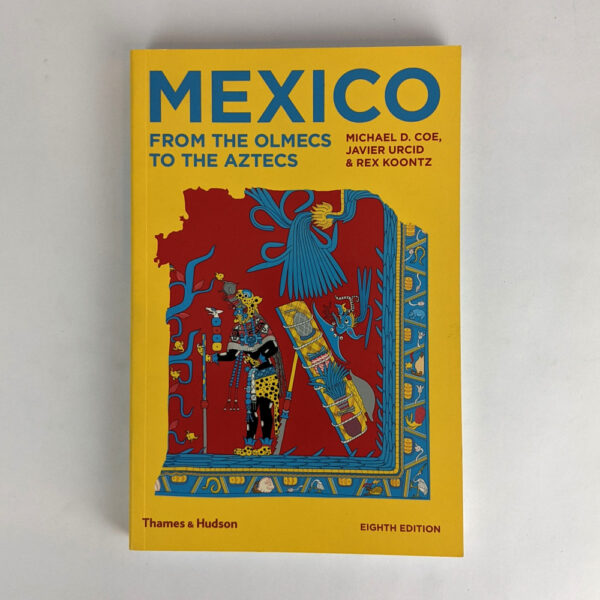 MEXICO
FROM THE OLMECS
TO THE AZTECS
MICHAEL D. COE,
JAVIER URCID
& REX KOONTZ
Thames & Hudson
EIGHTH EDITION